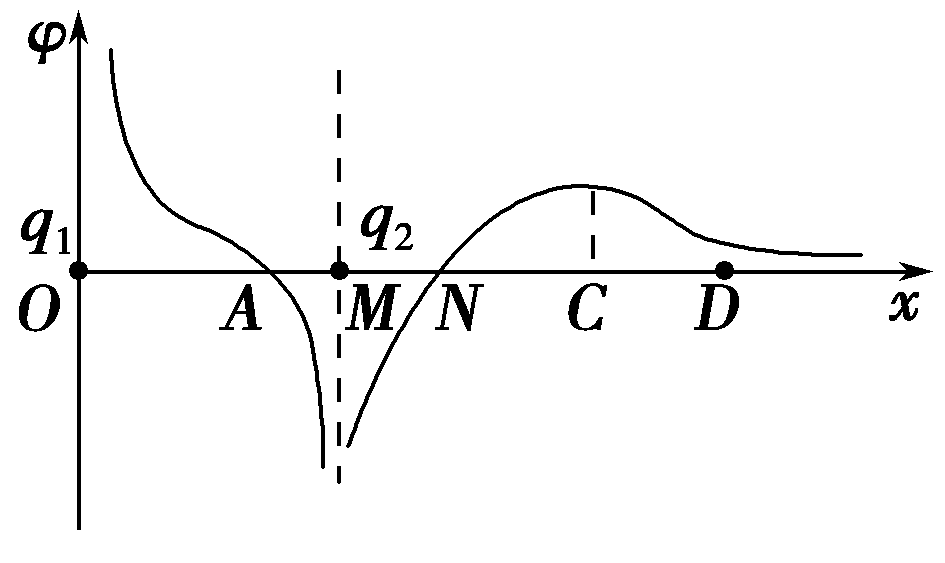 φ
q₁ q₂
O A M N C D x